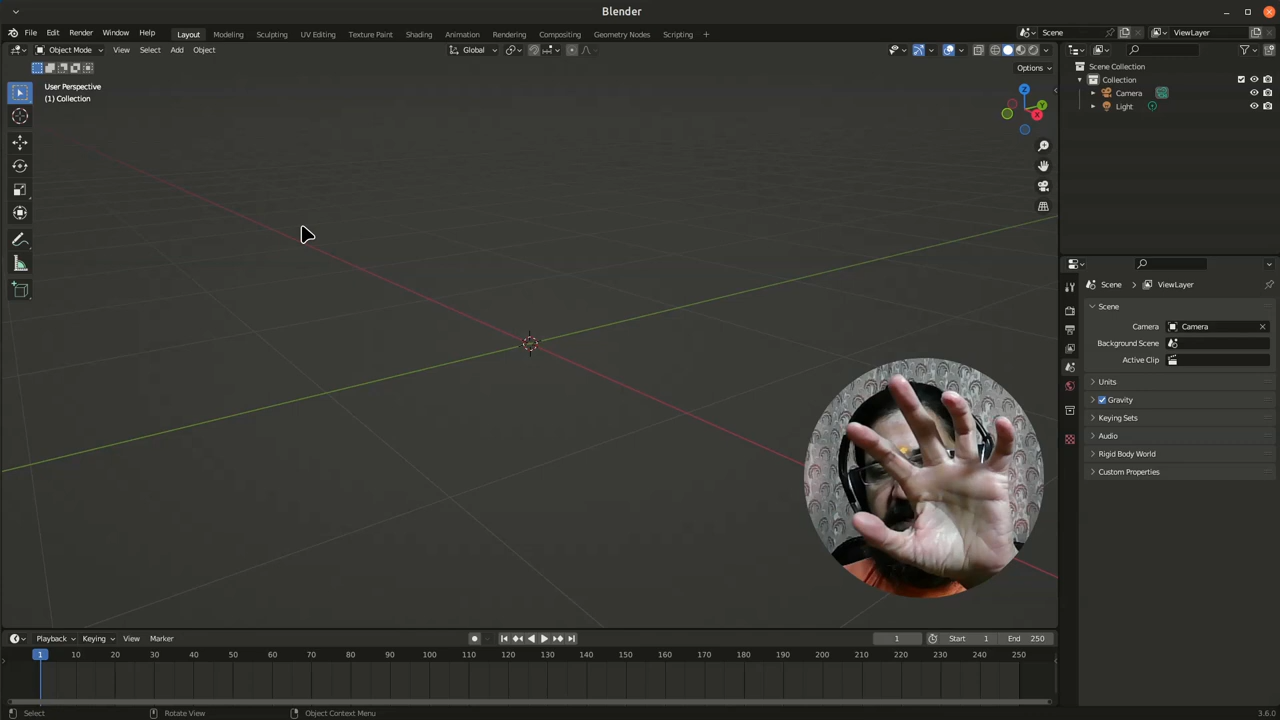 Blender
File Edit Render Window Help Layout Modeling Sculpting UV Editing Texture Paint Shading Animation Rendering Compositing Geometry Nodes Scripting + Scene ViewLayer
Object Mode View Select Add Object Global
Options
User Perspective
(1) Collection
Z
Y
X
Scene Collection
Collection
Camera
Light
Scene ViewLayer
Scene
Camera Camera
Background Scene
Active Clip
Units
Gravity
Keying Sets
Audio
Rigid Body World
Custom Properties
Playback Keying View Marker 1 Start 1 End 250
1 10 20 30 40 50 60 70 80 90 100 110 120 130 140 150 160 170 180 190 200 210 220 230 240 250
Select Rotate View Object Context Menu 3.6.0